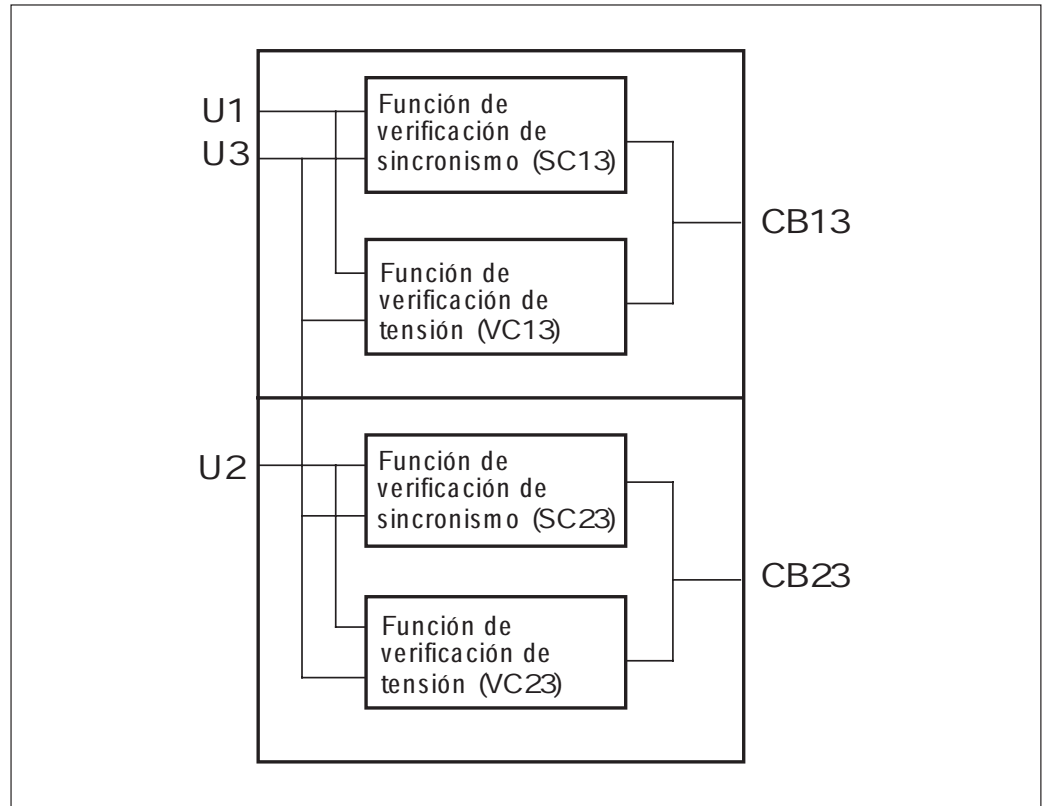 U1
U3
Función de
verificación de
sincronismo (SC13)
CB13
Función de
verificación de
tensión (VC13)
U2
Función de
verificación de
sincronismo (SC23)
CB23
Función de
verificación de
tensión (VC23)